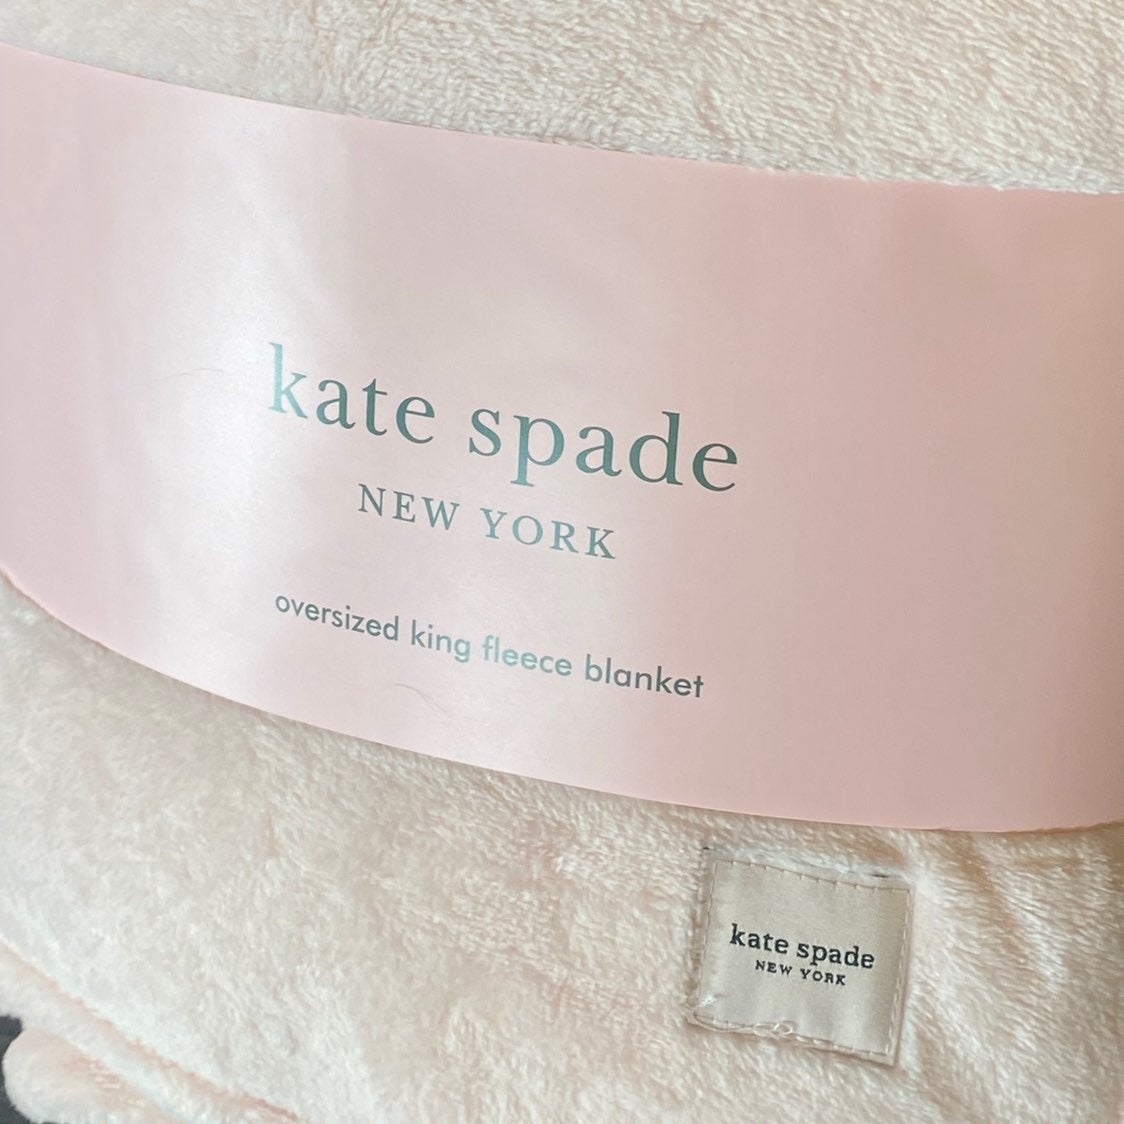 kate spade
NEW YORK
oversized king fleece blanket
kate spade
NEW YORK